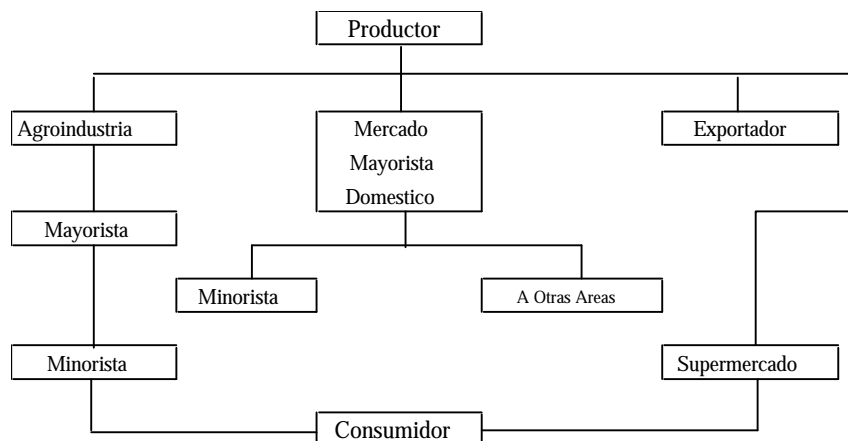 Productor
Agroindustria
Mercado
Mayorista
Domestico
Exportador
Mayorista
Minorista
A Otras Areas
Minorista
Supermercado
Consumidor